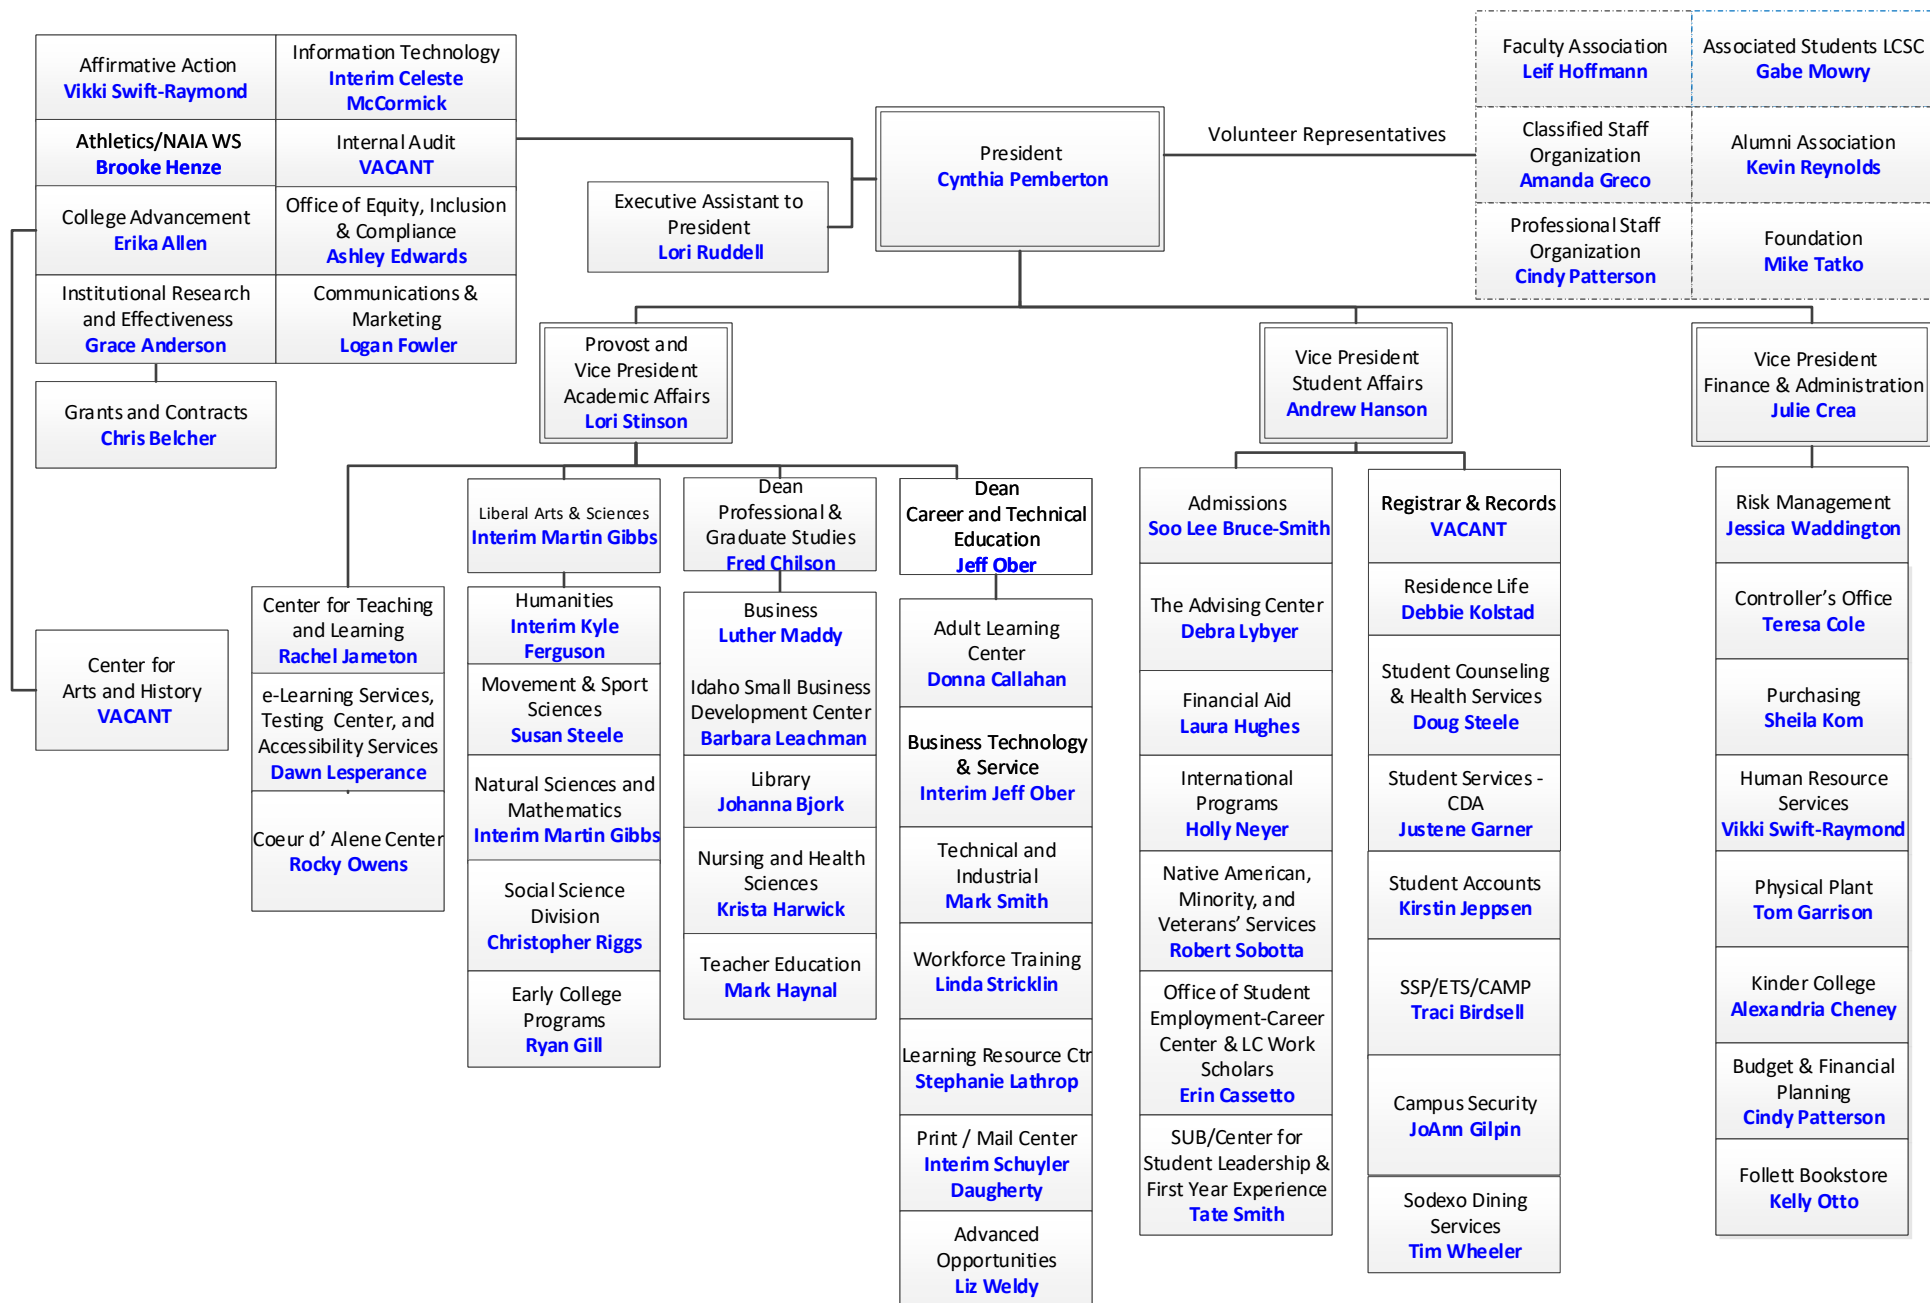 Affirmative Action
Vikki Swift-Raymond
Information Technology
Interim Celeste
McCormick
Athletics/NAIA WS
Brooke Henze
Internal Audit
VACANT
College Advancement
Erika Allen
Office of Equity, Inclusion
& Compliance
Ashley Edwards
Institutional Research
and Effectiveness
Grace Anderson
Communications &
Marketing
Logan Fowler
Grants and Contracts
Chris Belcher
Center for
Arts and History
VACANT
President
Cynthia Pemberton
Executive Assistant to
President
Lori Ruddell
Volunteer Representatives
Faculty Association
Leif Hoffmann
Associated Students LCSC
Gabe Mowry
Classified Staff
Organization
Amanda Greco
Alumni Association
Kevin Reynolds
Professional Staff
Organization
Cindy Patterson
Foundation
Mike Tatko
Provost and
Vice President
Academic Affairs
Lori Stinson
Vice President
Student Affairs
Andrew Hanson
Vice President
Finance & Administration
Julie Crea
Center for Teaching
and Learning
Rachel Jameton
e-Learning Services,
Testing Center, and
Accessibility Services
Dawn Lesperance
Coeur d’ Alene Center
Rocky Owens
Liberal Arts & Sciences
Interim Martin Gibbs
Humanities
Interim Kyle
Ferguson
Movement & Sport
Sciences
Susan Steele
Natural Sciences and
Mathematics
Interim Martin Gibbs
Social Science
Division
Christopher Riggs
Early College
Programs
Ryan Gill
Dean
Professional &
Graduate Studies
Fred Chilson
Business
Luther Maddy
Idaho Small Business
Development Center
Barbara Leachman
Library
Johanna Bjork
Nursing and Health
Sciences
Krista Harwick
Teacher Education
Mark Haynal
Dean
Career and Technical
Education
Jeff Ober
Adult Learning
Center
Donna Callahan
Business Technology
& Service
Interim Jeff Ober
Technical and
Industrial
Mark Smith
Workforce Training
Linda Stricklin
Learning Resource Ctr
Stephanie Lathrop
Print / Mail Center
Interim Schuyler
Daugherty
Advanced
Opportunities
Liz Weldy
Admissions
Soo Lee Bruce-Smith
The Advising Center
Debra Lybyer
Financial Aid
Laura Hughes
International
Programs
Holly Neyer
Native American,
Minority, and
Veterans’ Services
Robert Sobotta
Office of Student
Employment-Career
Center & LC Work
Scholars
Erin Cassetto
SUB/Center for
Student Leadership &
First Year Experience
Tate Smith
Registrar & Records
VACANT
Residence Life
Debbie Kolstad
Student Counseling
& Health Services
Doug Steele
Student Services -
CDA
Justene Garner
Student Accounts
Kirstin Jeppsen
SSP/ETS/CAMP
Traci Birdsell
Campus Security
JoAnn Gilpin
Sodexo Dining
Services
Tim Wheeler
Risk Management
Jessica Waddington
Controller’s Office
Teresa Cole
Purchasing
Sheila Kom
Human Resource
Services
Vikki Swift-Raymond
Physical Plant
Tom Garrison
Kinder College
Alexandria Cheney
Budget & Financial
Planning
Cindy Patterson
Follett Bookstore
Kelly Otto